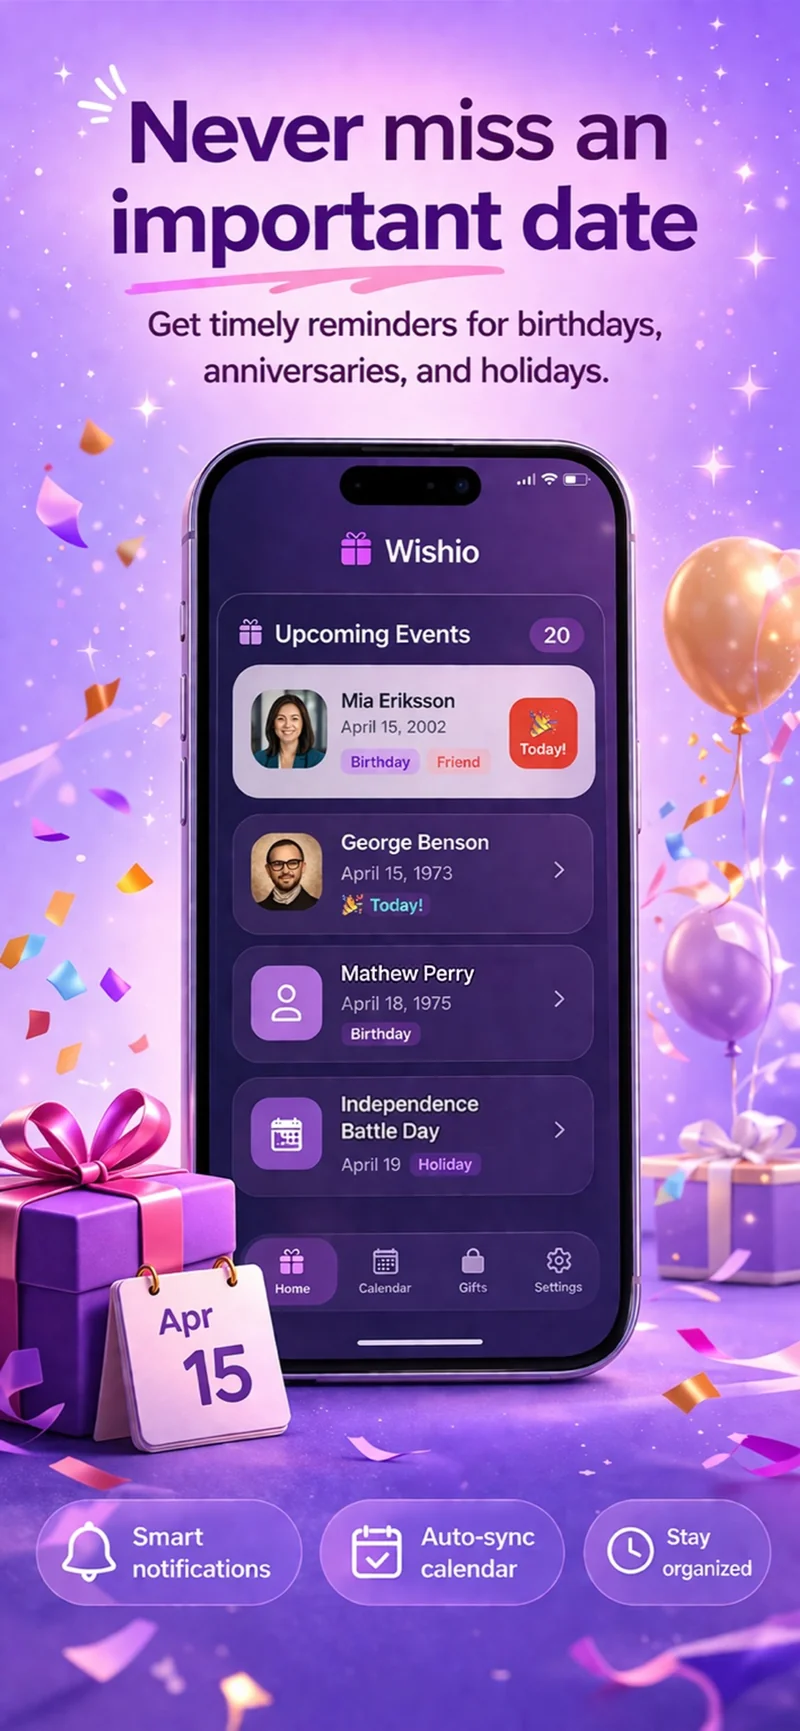 Never miss an
important date
Get timely reminders for birthdays,
anniversaries, and holidays.
Wishio
Upcoming Events
20
Mia Eriksson
April 15, 2002
Birthday
Friend
Today!
George Benson
April 15, 1973
Today!
Mathew Perry
April 18, 1975
Birthday
Independence
Battle Day
April 19
Holiday
Home
Calendar
Gifts
Settings
Apr
15
Smart
notifications
Auto-sync
calendar
Stay
organized